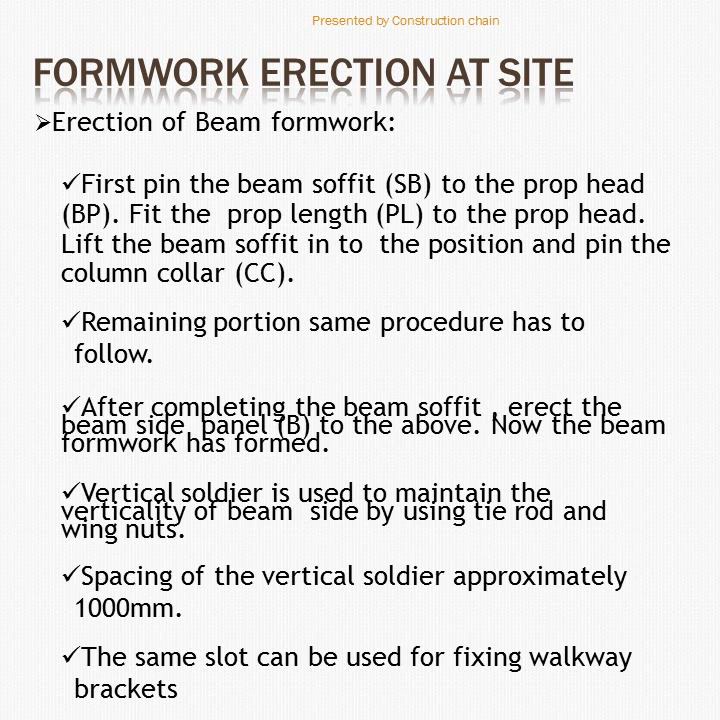 Presented by Construction chain
FORMWORK ERECTION AT SITE
➢Erection of Beam formwork:
✓First pin the beam soffit (SB) to the prop head
(BP). Fit the prop length (PL) to the prop head.
Lift the beam soffit in to the position and pin the
column collar (CC).
✓Remaining portion same procedure has to
follow.
✓After completing the beam soffit , erect the
beam side panel (B) to the above. Now the beam
formwork has formed.
✓Vertical soldier is used to maintain the
verticality of beam side by using tie rod and
wing nuts.
✓Spacing of the vertical soldier approximately
1000mm.
✓The same slot can be used for fixing walkway
brackets